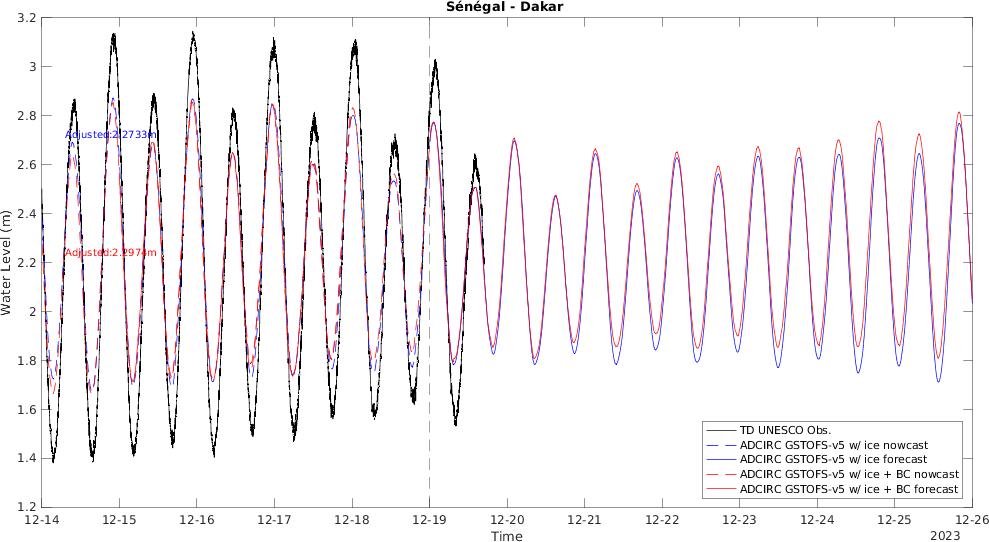 Sénégal - Dakar
3.2
3
2.8
2.6
2.4
2.2
2
1.8
1.6
1.4
1.2
Water Level (m)
Adjusted:2.2733m
Adjusted:2.2974m
TD UNESCO Obs.
ADCIRC GSTOFS-v5 w/ ice nowcast
ADCIRC GSTOFS-v5 w/ ice forecast
ADCIRC GSTOFS-v5 w/ ice + BC nowcast
ADCIRC GSTOFS-v5 w/ ice + BC forecast
12-14 12-15 12-16 12-17 12-18 12-19 12-20 12-21 12-22 12-23 12-24 12-25 12-26
Time
2023